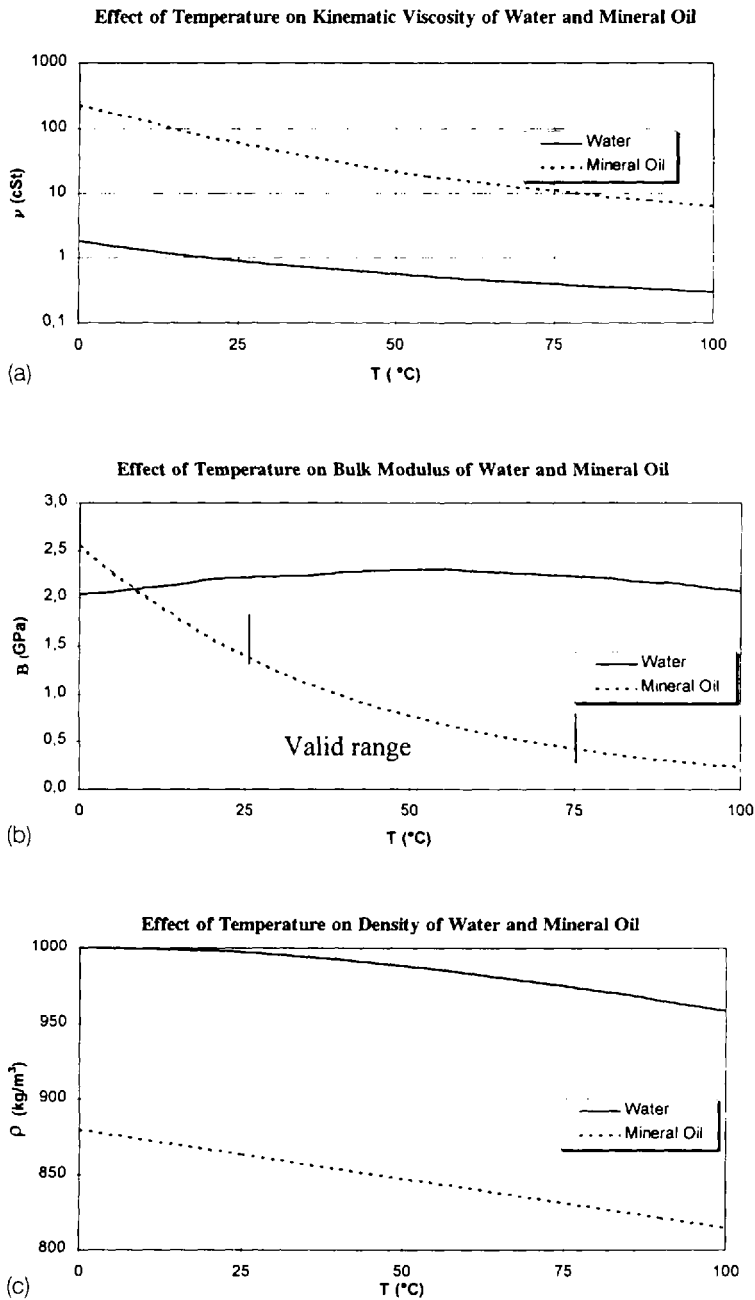 Effect of Temperature on Kinematic Viscosity of Water and Mineral Oil
1000
100
10
1
0,1
ν (cSt)
Water
Mineral Oil
0
25
50
75
100
T ( °C)
(a)
Effect of Temperature on Bulk Modulus of Water and Mineral Oil
3,0
2,5
2,0
1,5
1,0
0,5
0,0
B (GPa)
Water
Mineral Oil
Valid range
0
25
50
75
100
T (°C)
(b)
Effect of Temperature on Density of Water and Mineral Oil
1000
950
900
850
800
ρ (kg/m³)
Water
Mineral Oil
0
25
50
75
100
T (°C)
(c)